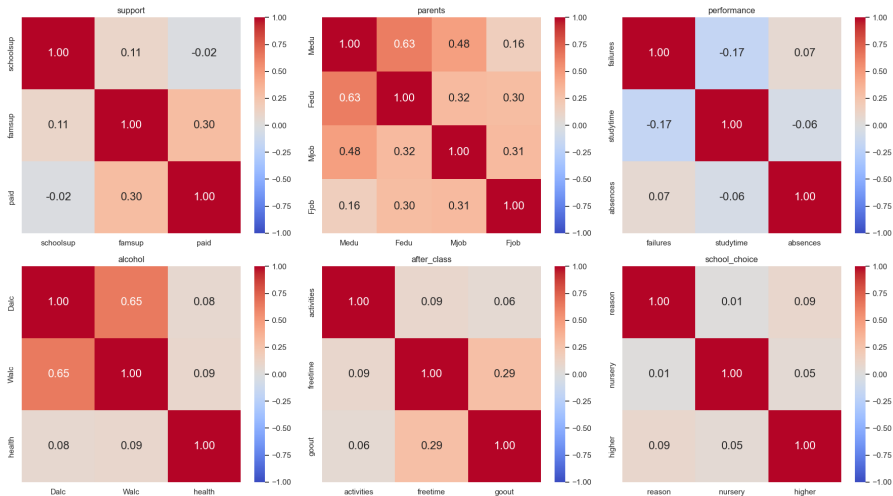 support
schoolsup
famsup
paid
1.00 0.11 -0.02
0.11 1.00 0.30
-0.02 0.30 1.00
schoolsup famsup paid
1.00
0.75
0.50
0.25
0.00
−0.25
−0.50
−0.75
−1.00
parents
Medu
Fedu
Mjob
Fjob
1.00 0.63 0.48 0.16
0.63 1.00 0.32 0.30
0.48 0.32 1.00 0.31
0.16 0.30 0.31 1.00
Medu Fedu Mjob Fjob
1.00
0.75
0.50
0.25
0.00
−0.25
−0.50
−0.75
−1.00
performance
failures
studytime
absences
1.00 -0.17 0.07
-0.17 1.00 -0.06
0.07 -0.06 1.00
failures studytime absences
1.00
0.75
0.50
0.25
0.00
−0.25
−0.50
−0.75
−1.00
alcohol
Dalc
Walc
health
1.00 0.65 0.08
0.65 1.00 0.09
0.08 0.09 1.00
Dalc Walc health
1.00
0.75
0.50
0.25
0.00
−0.25
−0.50
−0.75
−1.00
after_class
activities
freetime
goout
1.00 0.09 0.06
0.09 1.00 0.29
0.06 0.29 1.00
activities freetime goout
1.00
0.75
0.50
0.25
0.00
−0.25
−0.50
−0.75
−1.00
school_choice
reason
nursery
higher
1.00 0.01 0.09
0.01 1.00 0.05
0.09 0.05 1.00
reason nursery higher
1.00
0.75
0.50
0.25
0.00
−0.25
−0.50
−0.75
−1.00